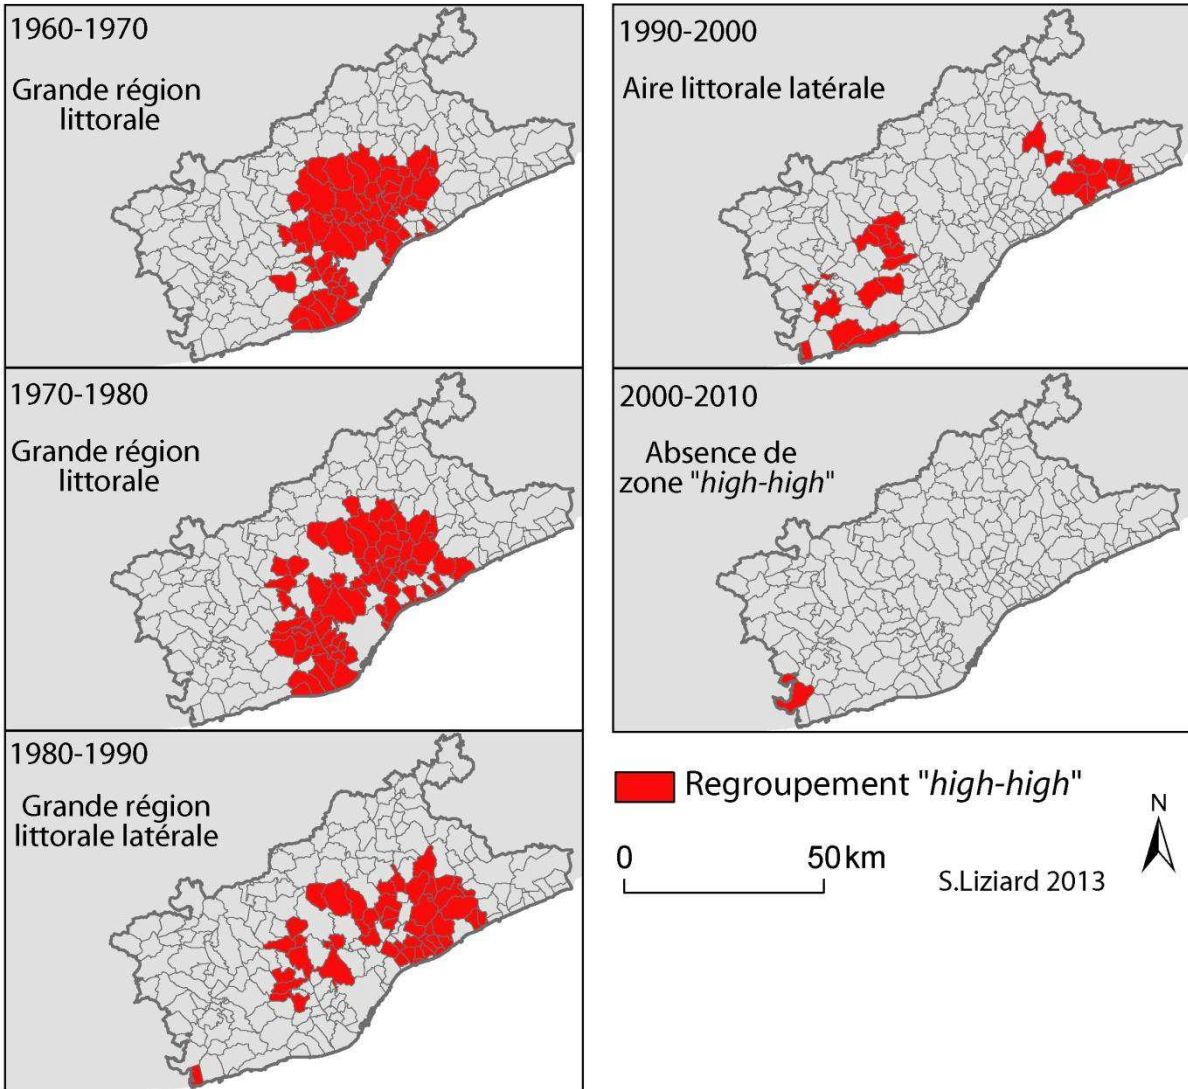 1960-1970
Grande région
littorale
1970-1980
Grande région
littorale
1980-1990
Grande région
littorale latérale
1990-2000
Aire littorale latérale
2000-2010
Absence de
zone "high-high"
Regroupement "high-high"
0 50 km
N
S.Liziard 2013